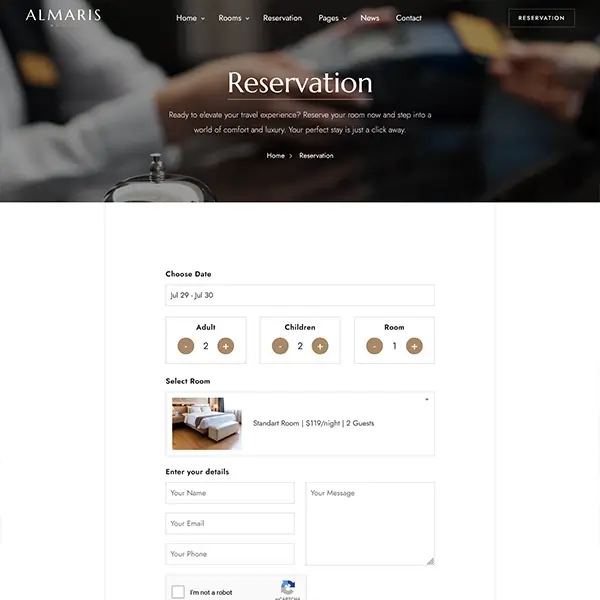 ALMARIS
Home Rooms Reservation Pages News Contact
RESERVATION
Reservation
Ready to elevate your travel experience? Reserve your room now and step into a
world of comfort and luxury. Your perfect stay is just a click away.
Home > Reservation
Choose Date
Jul 29 - Jul 30
Adult Children Room
- 2 + - 2 + - 1 +
Select Room
Standart Room | $119/night | 2 Guests
Enter your details
Your Name
Your Message
Your Email
Your Phone
I'm not a robot
reCAPTCHA